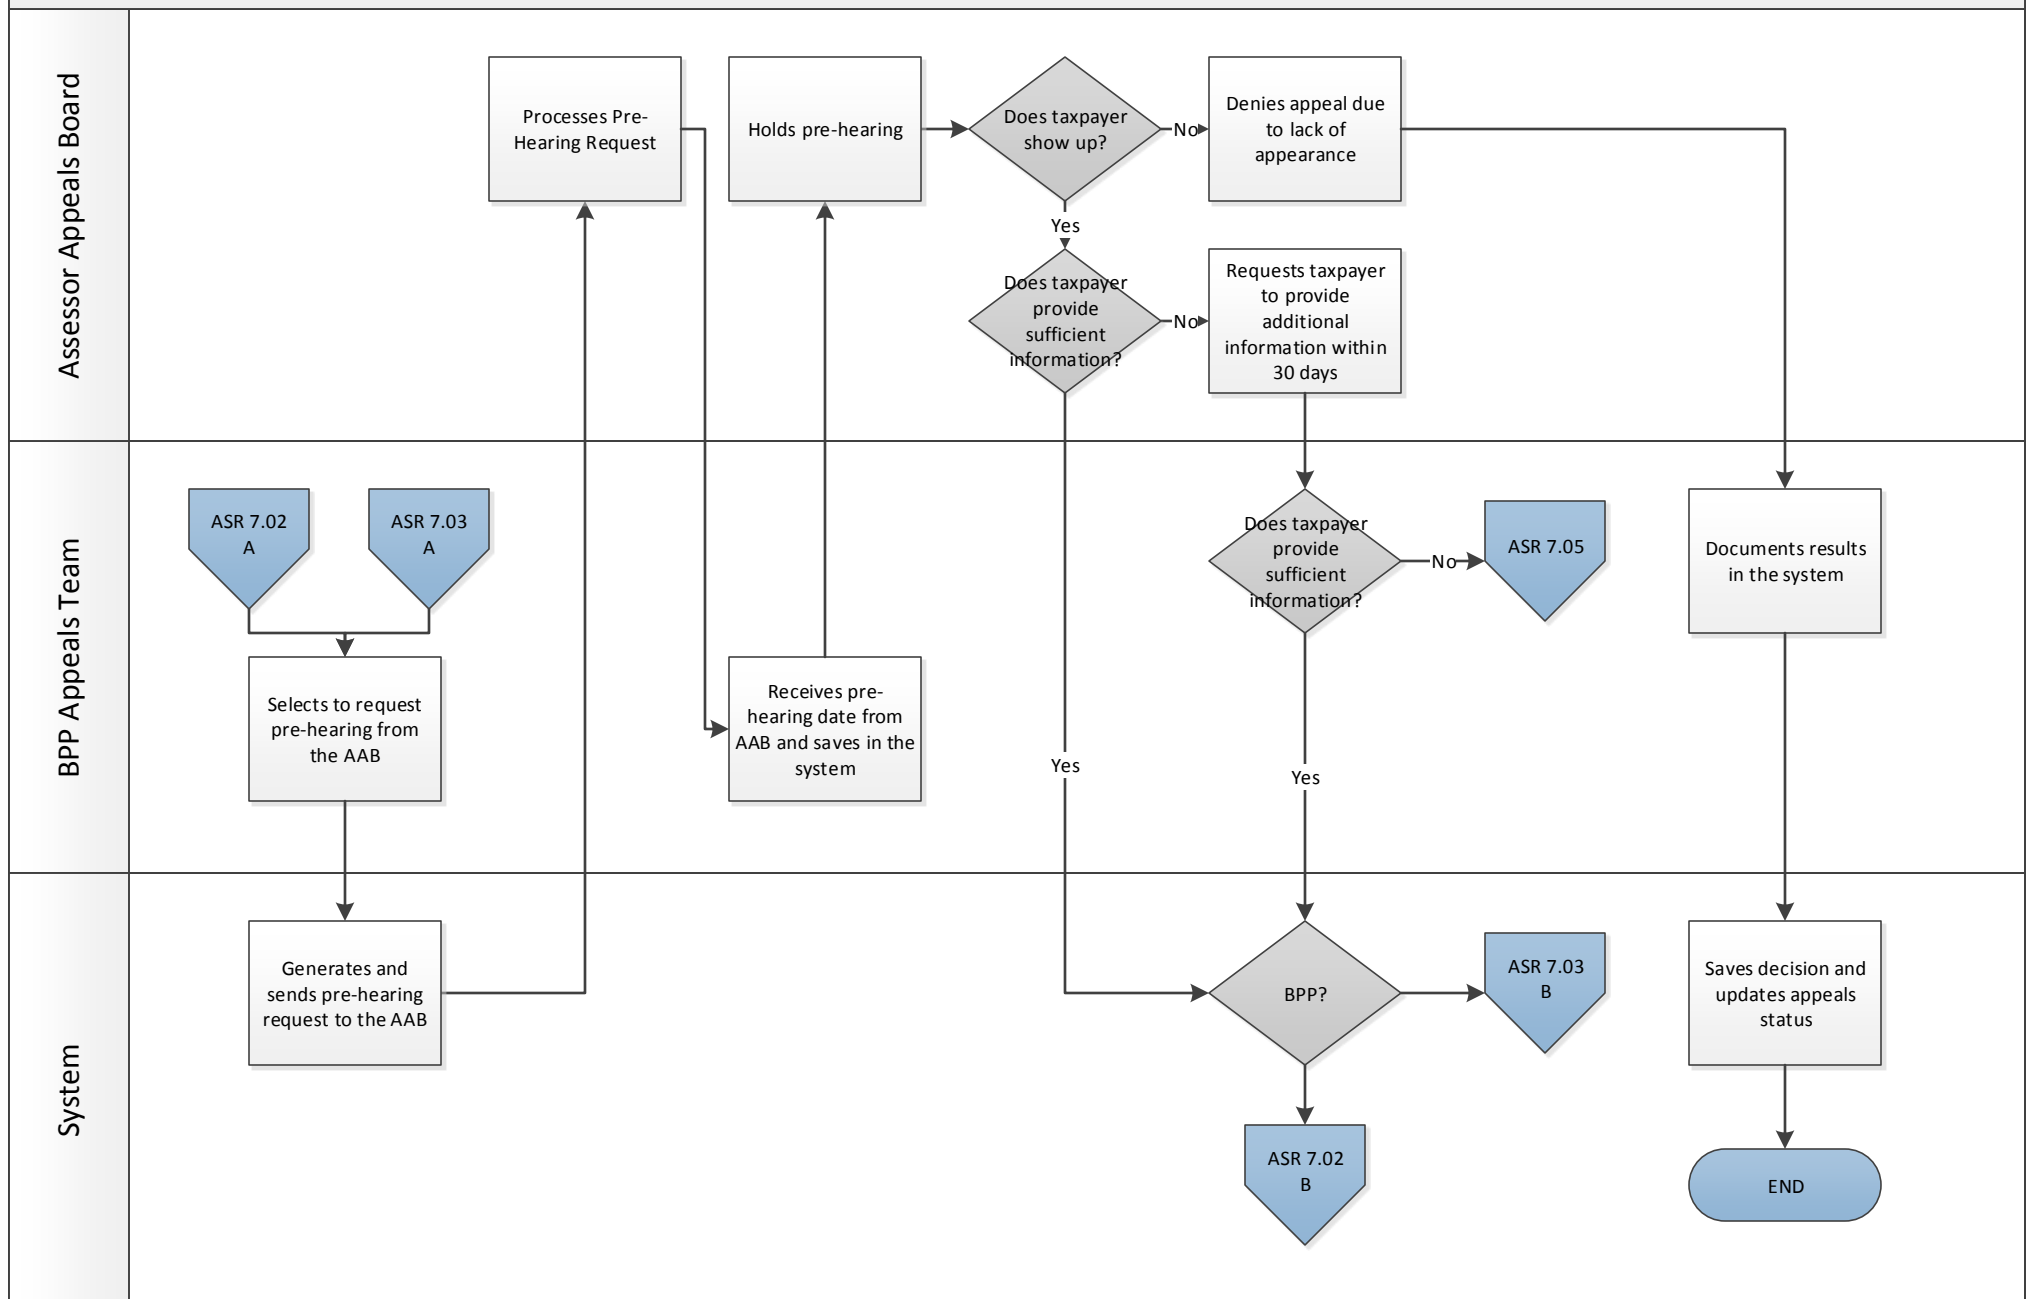 Assessor Appeals Board
Processes Pre-
Hearing Request
Holds pre-hearing
Does taxpayer
show up?
No
Denies appeal due
to lack of
appearance
Yes
Does taxpayer
provide
sufficient
information?
No
Requests taxpayer
to provide
additional
information within
30 days
BPP Appeals Team
ASR 7.02
A
ASR 7.03
A
Selects to request
pre-hearing from
the AAB
Receives pre-
hearing date from
AAB and saves in the
system
Yes
Does taxpayer
provide
sufficient
information?
No
ASR 7.05
Yes
Documents results
in the system
System
Generates and
sends pre-hearing
request to the AAB
BPP?
ASR 7.03
B
ASR 7.02
B
Saves decision and
updates appeals
status
END